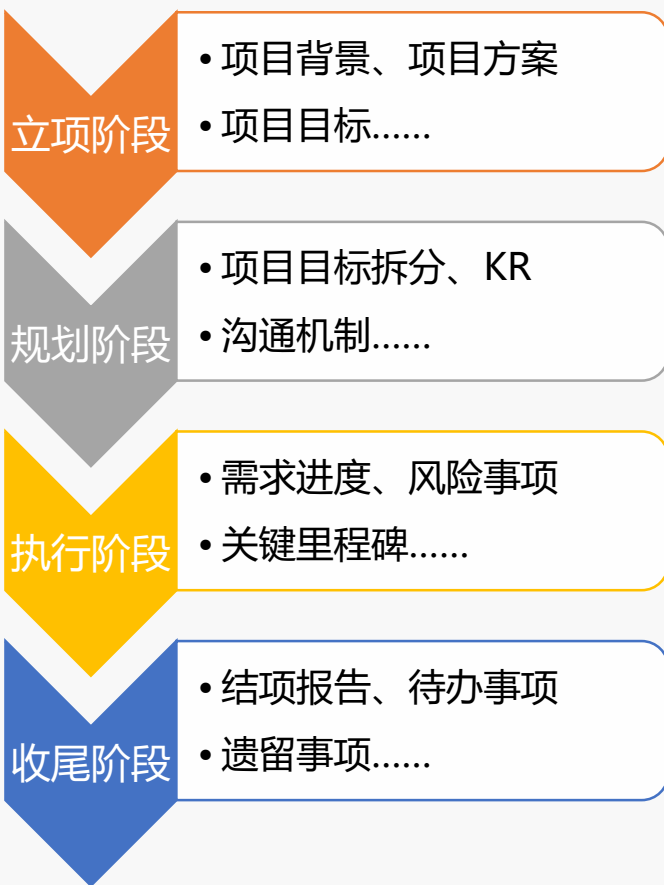 立项阶段
• 项目背景、项目方案
• 项目目标......
规划阶段
• 项目目标拆分、KR
• 沟通机制......
执行阶段
• 需求进度、风险事项
• 关键里程碑......
收尾阶段
• 结项报告、待办事项
• 遗留事项......